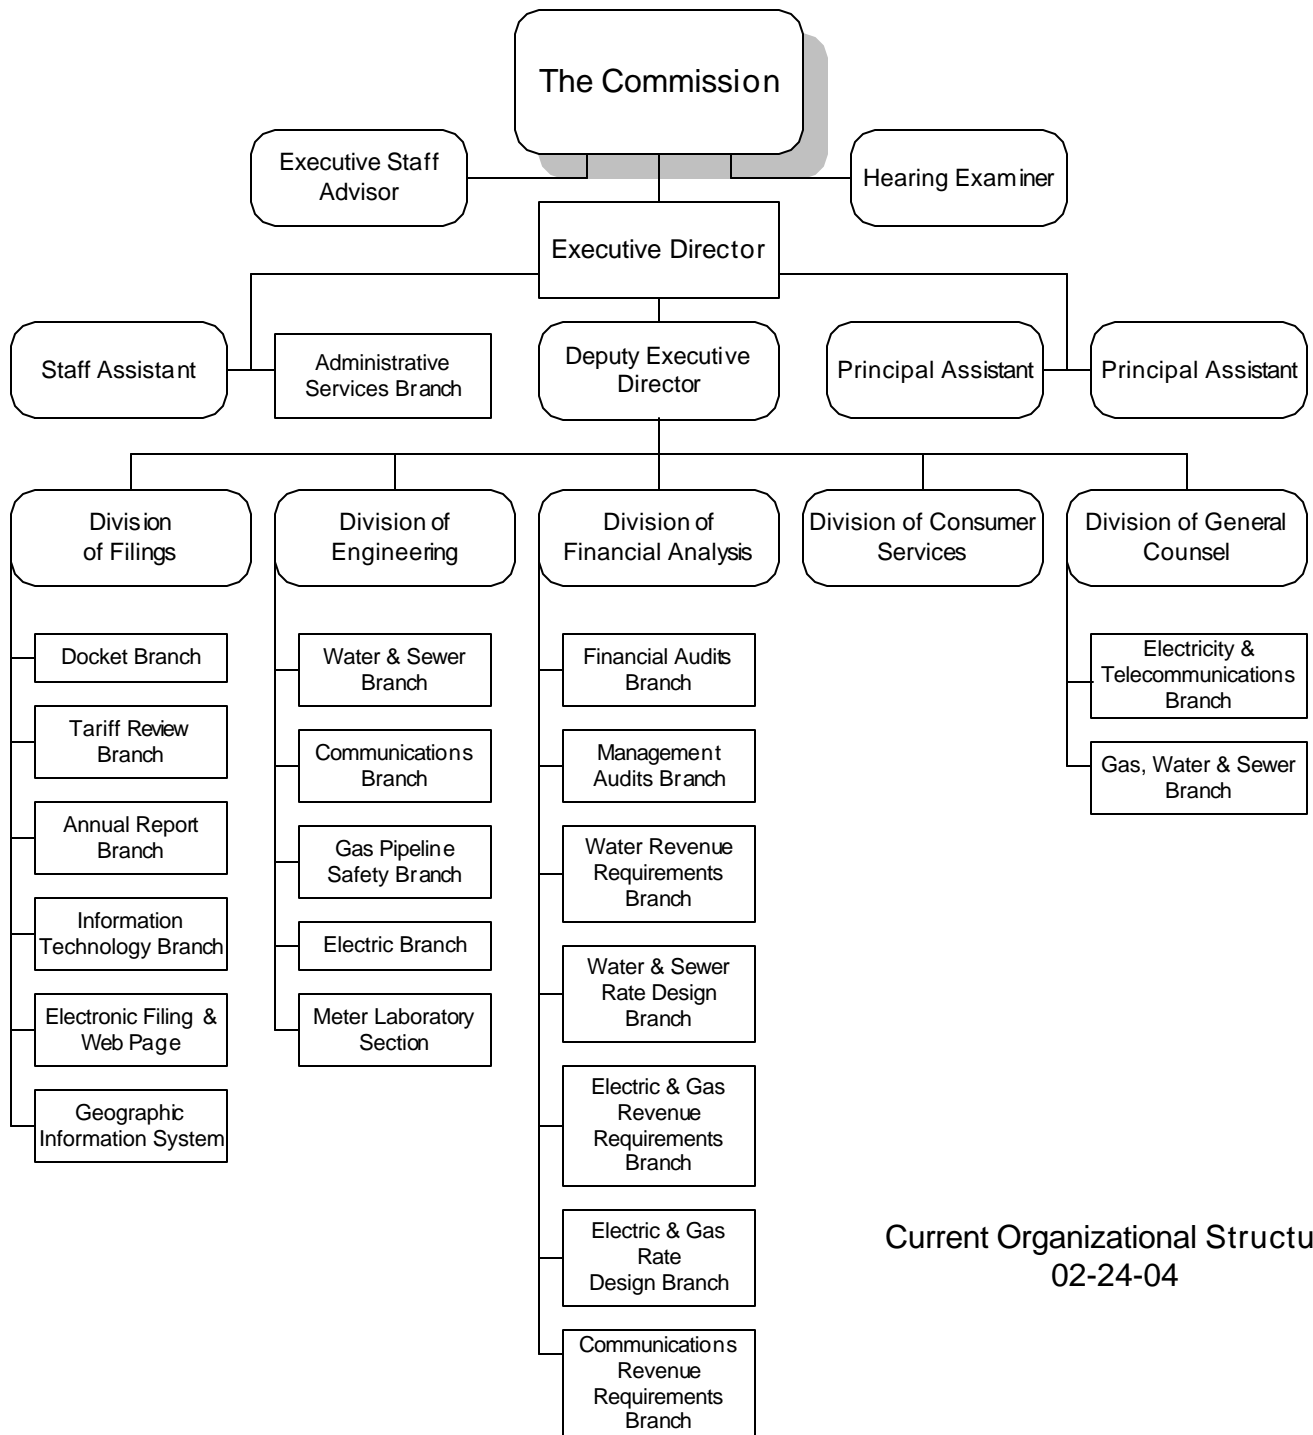 The Commission
Executive Staff
Advisor
Hearing Examiner
Executive Director
Staff Assistant
Administrative
Services Branch
Deputy Executive
Director
Principal Assistant
Principal Assistant
Division
of Filings
Division of
Engineering
Division of
Financial Analysis
Division of Consumer
Services
Division of General
Counsel
Docket Branch
Tariff Review
Branch
Annual Report
Branch
Information
Technology Branch
Electronic Filing &
Web Page
Geographic
Information System
Water & Sewer
Branch
Communications
Branch
Gas Pipeline
Safety Branch
Electric Branch
Meter Laboratory
Section
Financial Audits
Branch
Management
Audits Branch
Water Revenue
Requirements
Branch
Water & Sewer
Rate Design
Branch
Electric & Gas
Revenue
Requirements
Branch
Electric & Gas
Rate
Design Branch
Communications
Revenue
Requirements
Branch
Electricity &
Telecommunications
Branch
Gas, Water & Sewer
Branch
Current Organizational Structu
02-24-04